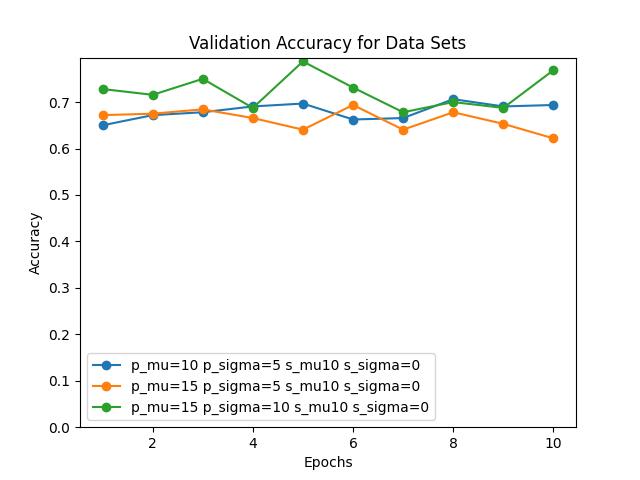 Validation Accuracy for Data Sets
0.7
0.6
0.5
0.4
0.3
0.2
0.1
0.0
Accuracy
p_mu=10 p_sigma=5 s_mu10 s_sigma=0
p_mu=15 p_sigma=5 s_mu10 s_sigma=0
p_mu=15 p_sigma=10 s_mu10 s_sigma=0
2 4 6 8 10
Epochs